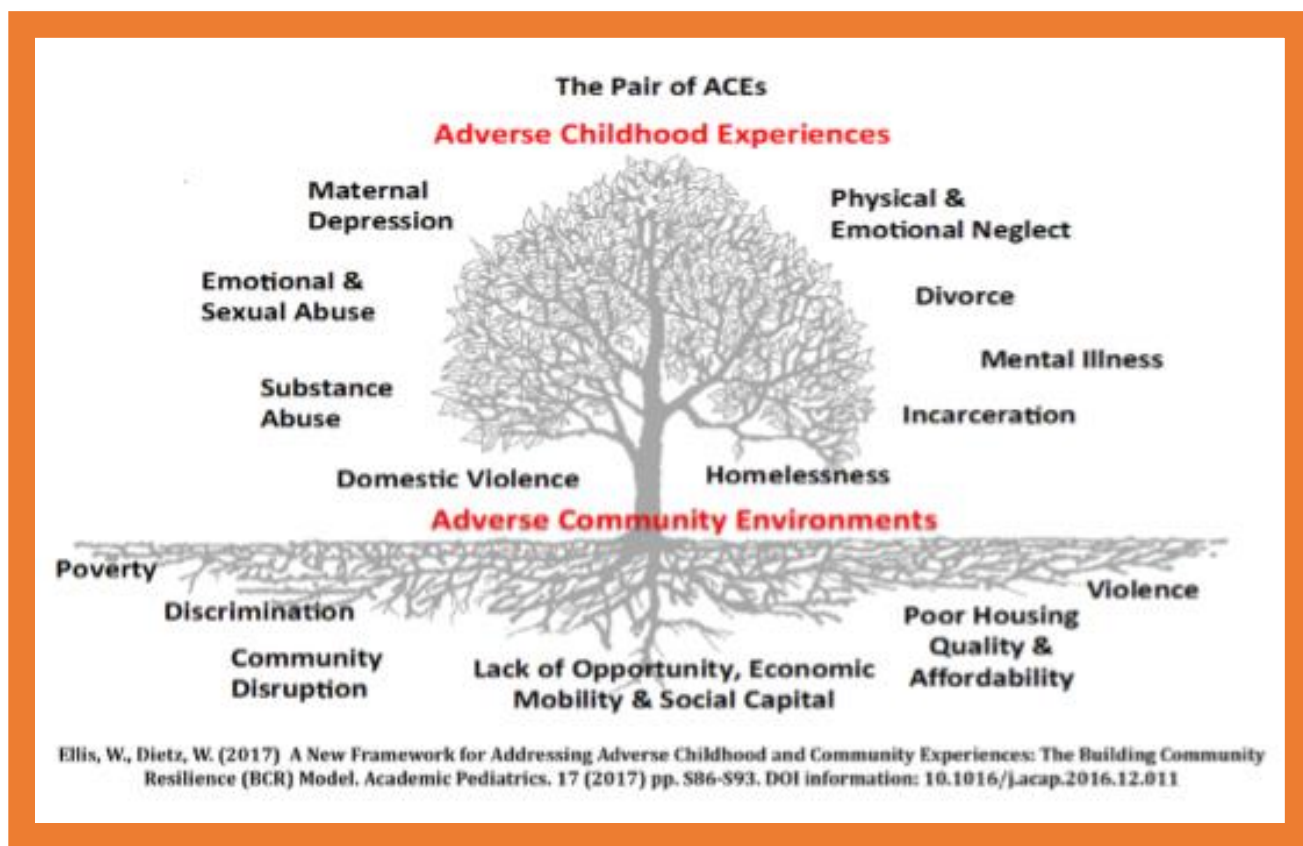 The Pair of ACEs
Adverse Childhood Experiences
Maternal
Depression
Physical &
Emotional Neglect
Emotional &
Sexual Abuse
Divorce
Mental Illness
Substance
Abuse
Incarceration
Domestic Violence
Homelessness
Adverse Community Environments
Poverty
Violence
Discrimination
Poor Housing
Quality &
Affordability
Community
Disruption
Lack of Opportunity, Economic
Mobility & Social Capital
Ellis, W., Dietz, W. (2017) A New Framework for Addressing Adverse Childhood and Community Experiences: The Building Community
Resilience (BCR) Model. Academic Pediatrics. 17 (2017) pp. S86-S93. DOI information: 10.1016/j.acap.2016.12.011